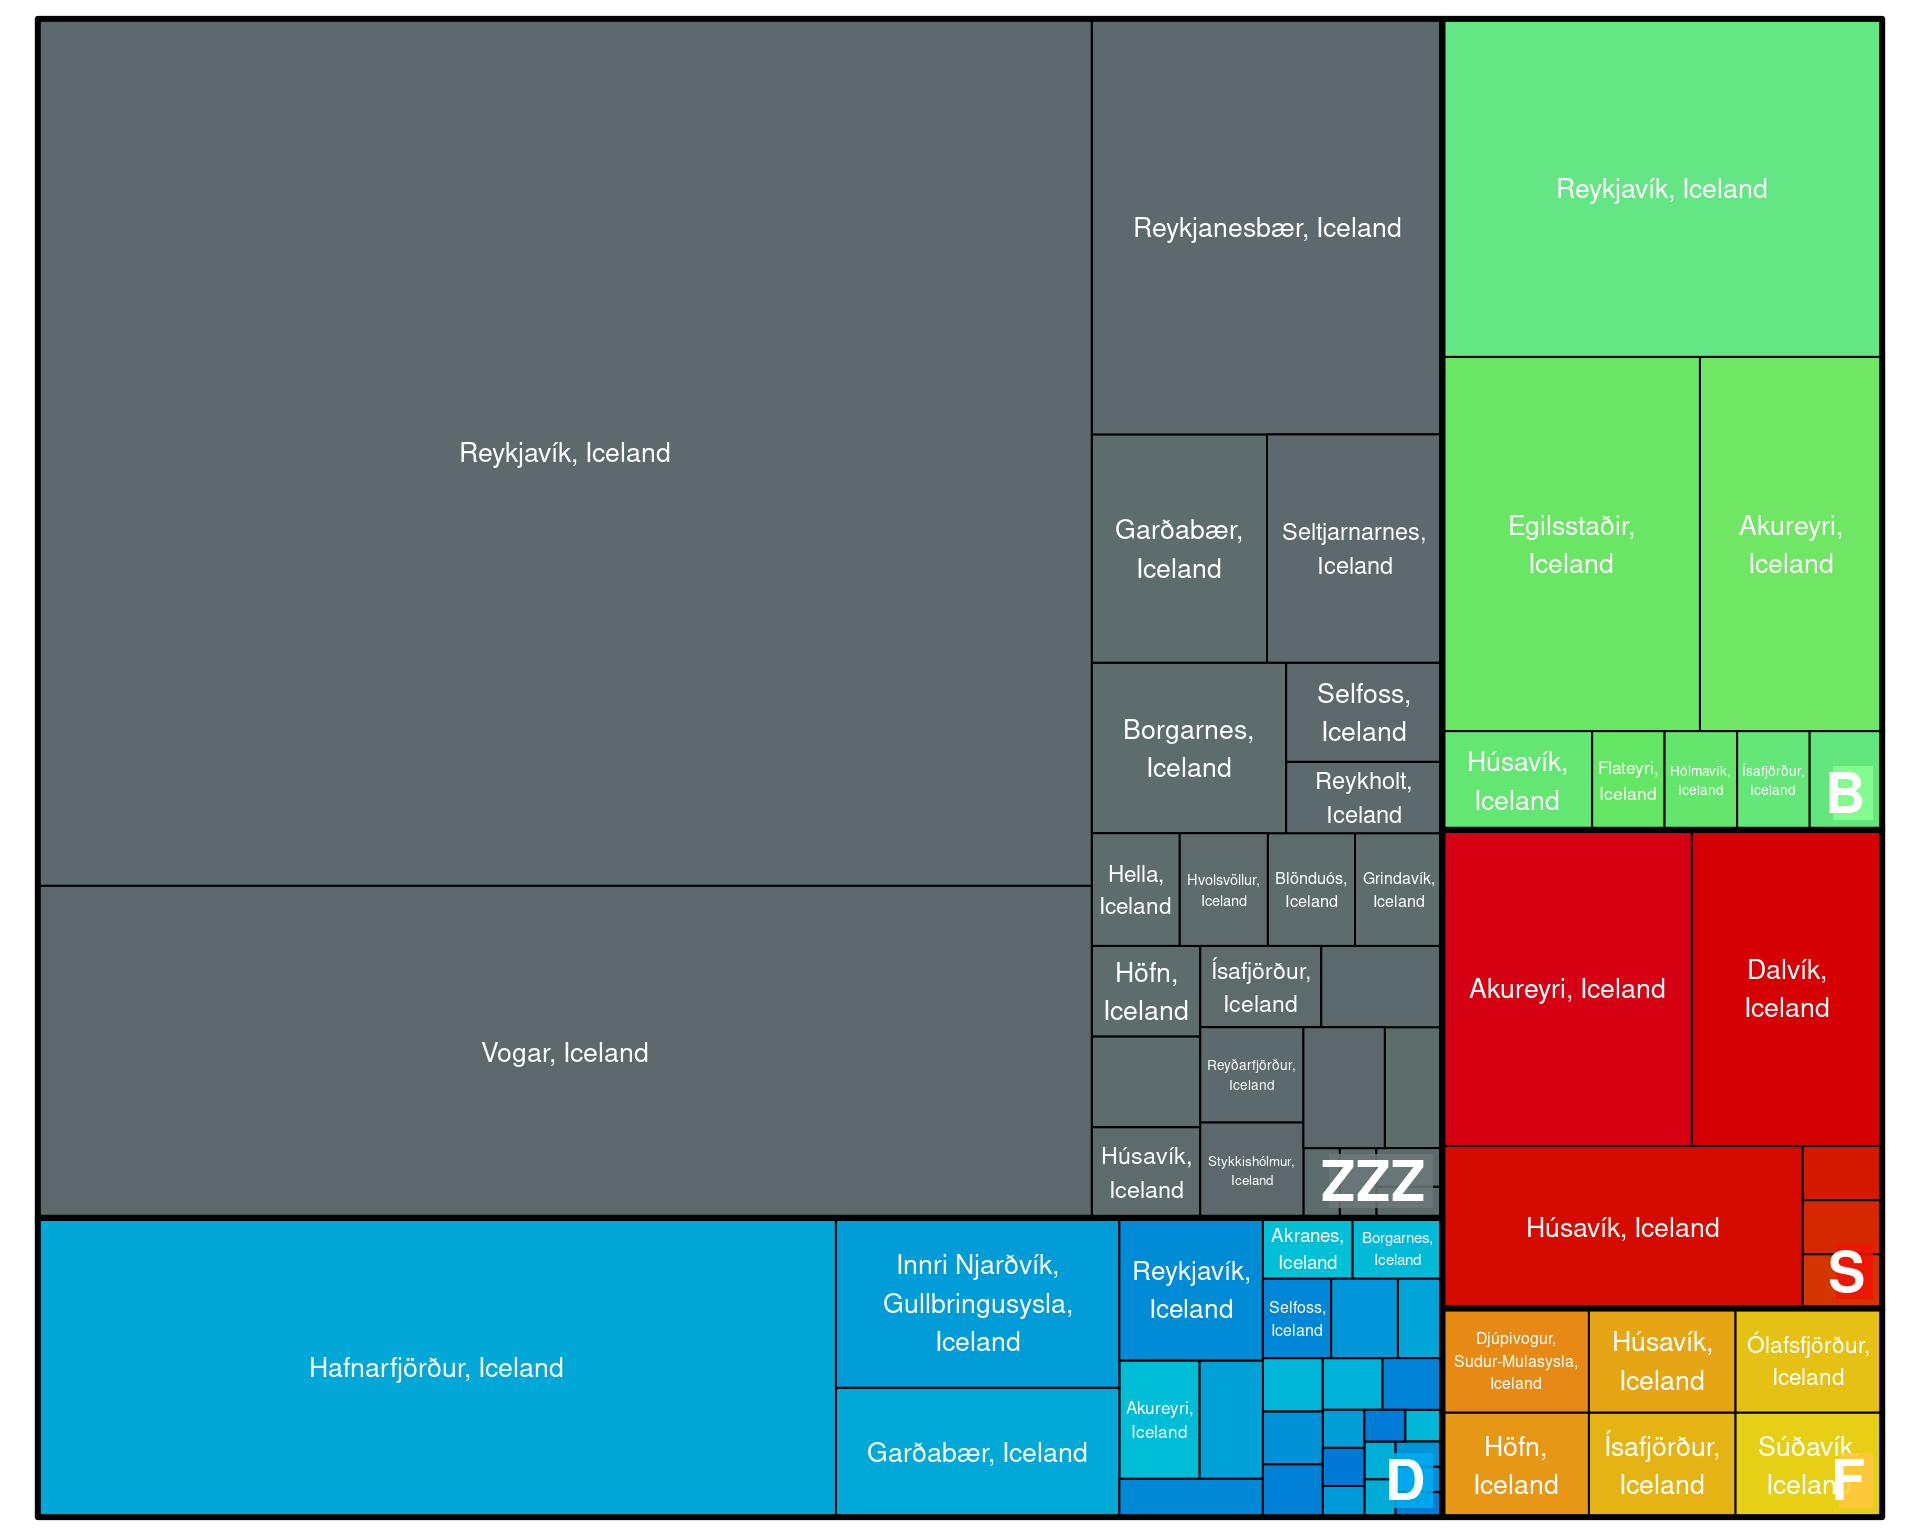 Reykjavík, Iceland
Vogar, Iceland
Reykjanesbær, Iceland
Garðabær,
Iceland
Seltjarnarnes,
Iceland
Borgarnes,
Iceland
Selfoss,
Iceland
Reykholt,
Iceland
Hella,
Iceland
Hvolsvöllur,
Iceland
Blönduós,
Iceland
Grindavík,
Iceland
Höfn,
Iceland
Ísafjörður,
Iceland
Reyðarfjörður,
Iceland
Húsavík,
Iceland
Stykkishólmur,
Iceland
ZZZ
Reykjavík, Iceland
Egilsstaðir,
Iceland
Akureyri,
Iceland
Húsavík,
Iceland
Flateyri,
Iceland
Hólmavík,
Iceland
Ísafjörður,
Iceland
B
Akureyri, Iceland
Dalvík,
Iceland
Húsavík, Iceland
S
Hafnarfjörður, Iceland
Innri Njarðvík,
Gullbringusysla,
Iceland
Garðabær, Iceland
Reykjavík,
Iceland
Akureyri,
Iceland
Akranes,
Iceland
Borgarnes,
Iceland
Selfoss,
Iceland
D
Djúpivogur,
Sudur-Mulasysla,
Iceland
Húsavík,
Iceland
Ólafsfjörður,
Iceland
Höfn,
Iceland
Ísafjörður,
Iceland
Súðavík,
Iceland
F